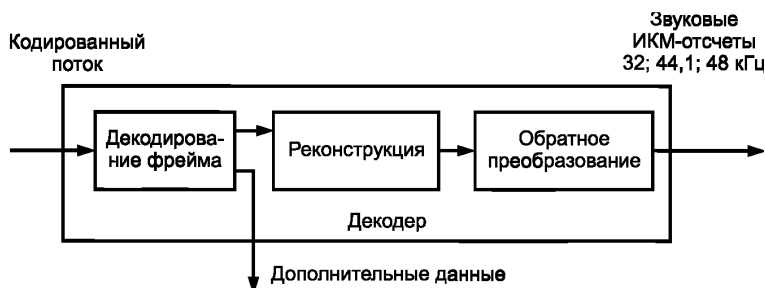 Кодированный
поток
Звуковые
ИКМ-отсчеты
32; 44,1; 48 кГц
Декодирова-
ние фрейма
Реконструкция
Обратное
преобразование
Декодер
Дополнительные данные